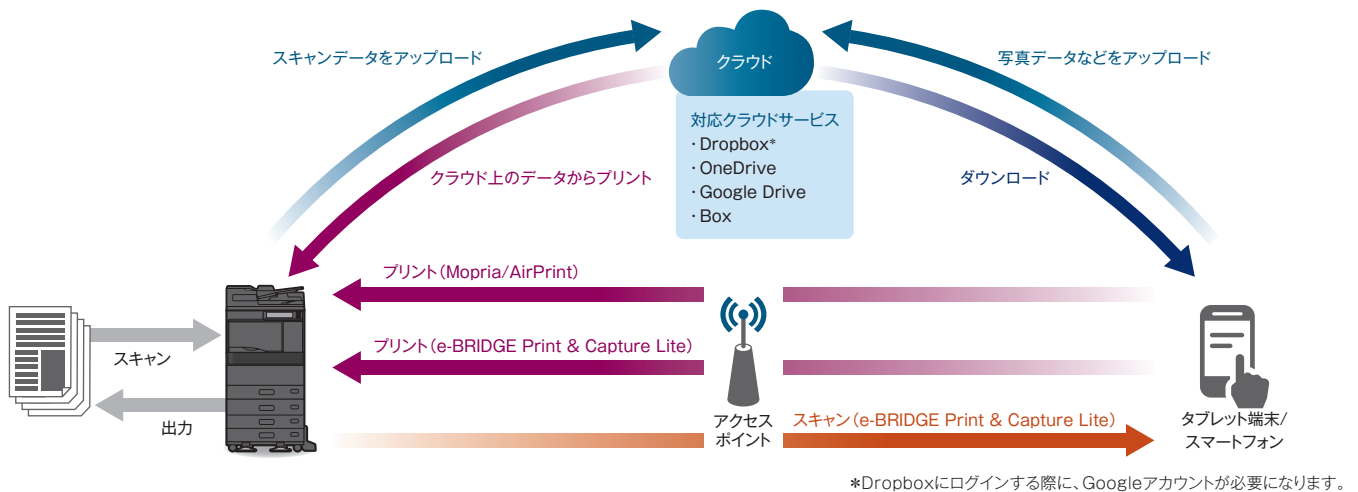 スキャンデータをアップロード
クラウド
写真データなどをアップロード
対応クラウドサービス
・Dropbox*
・OneDrive
・Google Drive
・Box
クラウド上のデータからプリント
ダウンロード
プリント(Mopria/AirPrint)
スキャン
プリント(e-BRIDGE Print & Capture Lite)
出力
アクセス
ポイント
スキャン(e-BRIDGE Print & Capture Lite)
タブレット端末/
スマートフォン
*Dropboxにログインする際に、Googleアカウントが必要になります。